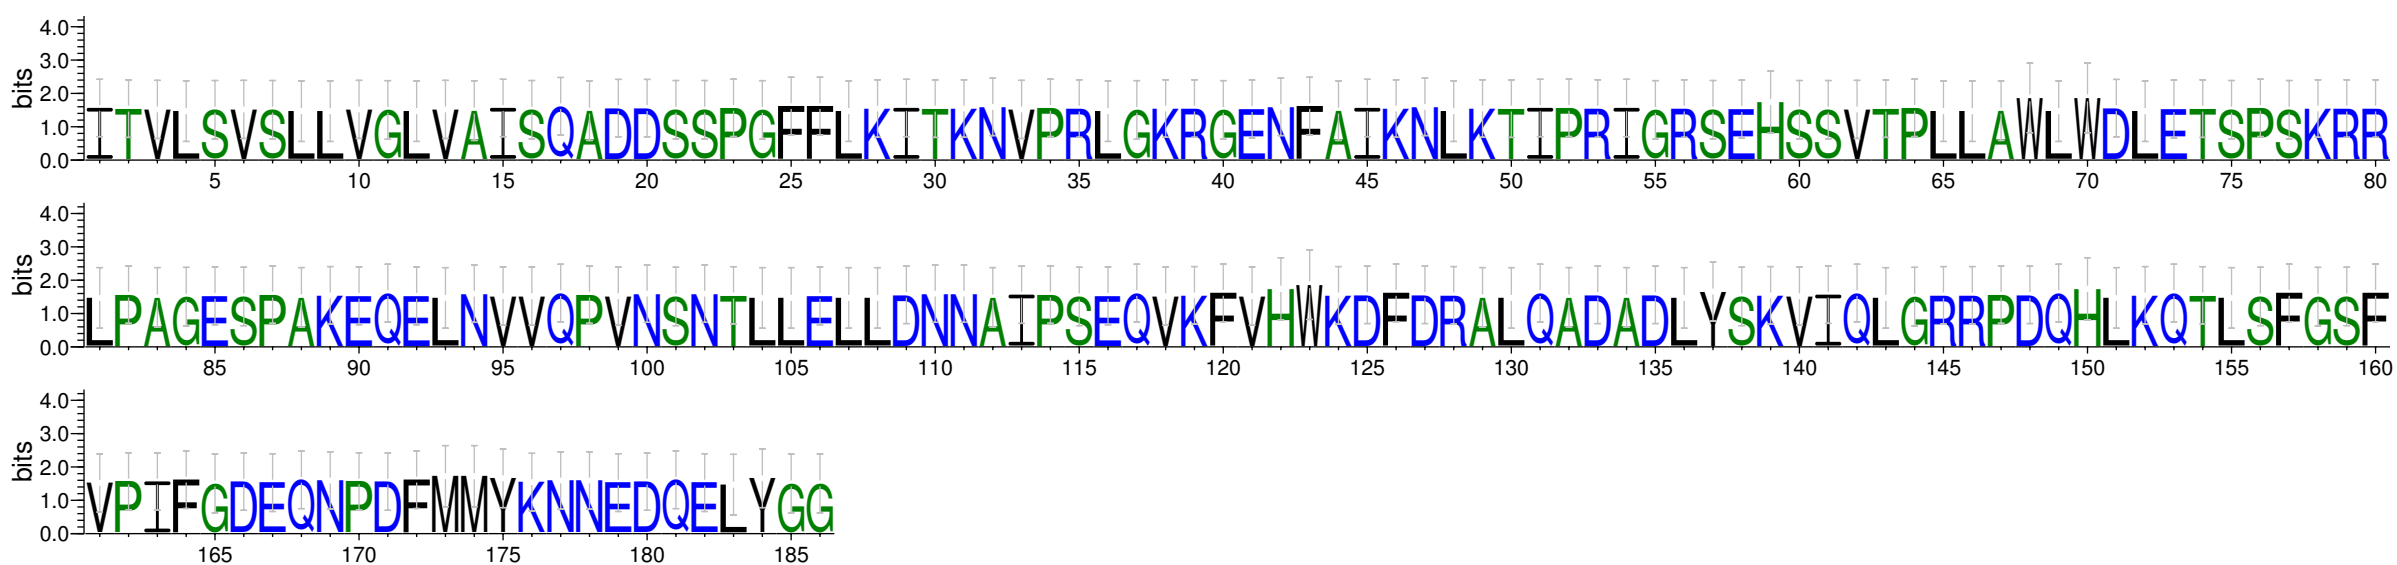 4.0
3.0
2.0
1.0
0.0
bits
ITVLSVSLLVGLVAISQADDSSPGFFLKITKNVPRLGKRGENFAIKNLKTIPRIGRSEHSSVTPLLAWLWDLETSPSKRR
5 10 15 20 25 30 35 40 45 50 55 60 65 70 75 80
4.0
3.0
2.0
1.0
0.0
bits
LPAGESPAKEQELNVVQPVNSNTLLELLDNNAIPSEQVKFVHWKDFDRALQADADLYSKVIQLGRRPDQHLKQTLSFGSF
85 90 95 100 105 110 115 120 125 130 135 140 145 150 155 160
4.0
3.0
2.0
1.0
0.0
bits
VPIFGDEQNPDFMMYKNNEDQELYGG
165 170 175 180 185